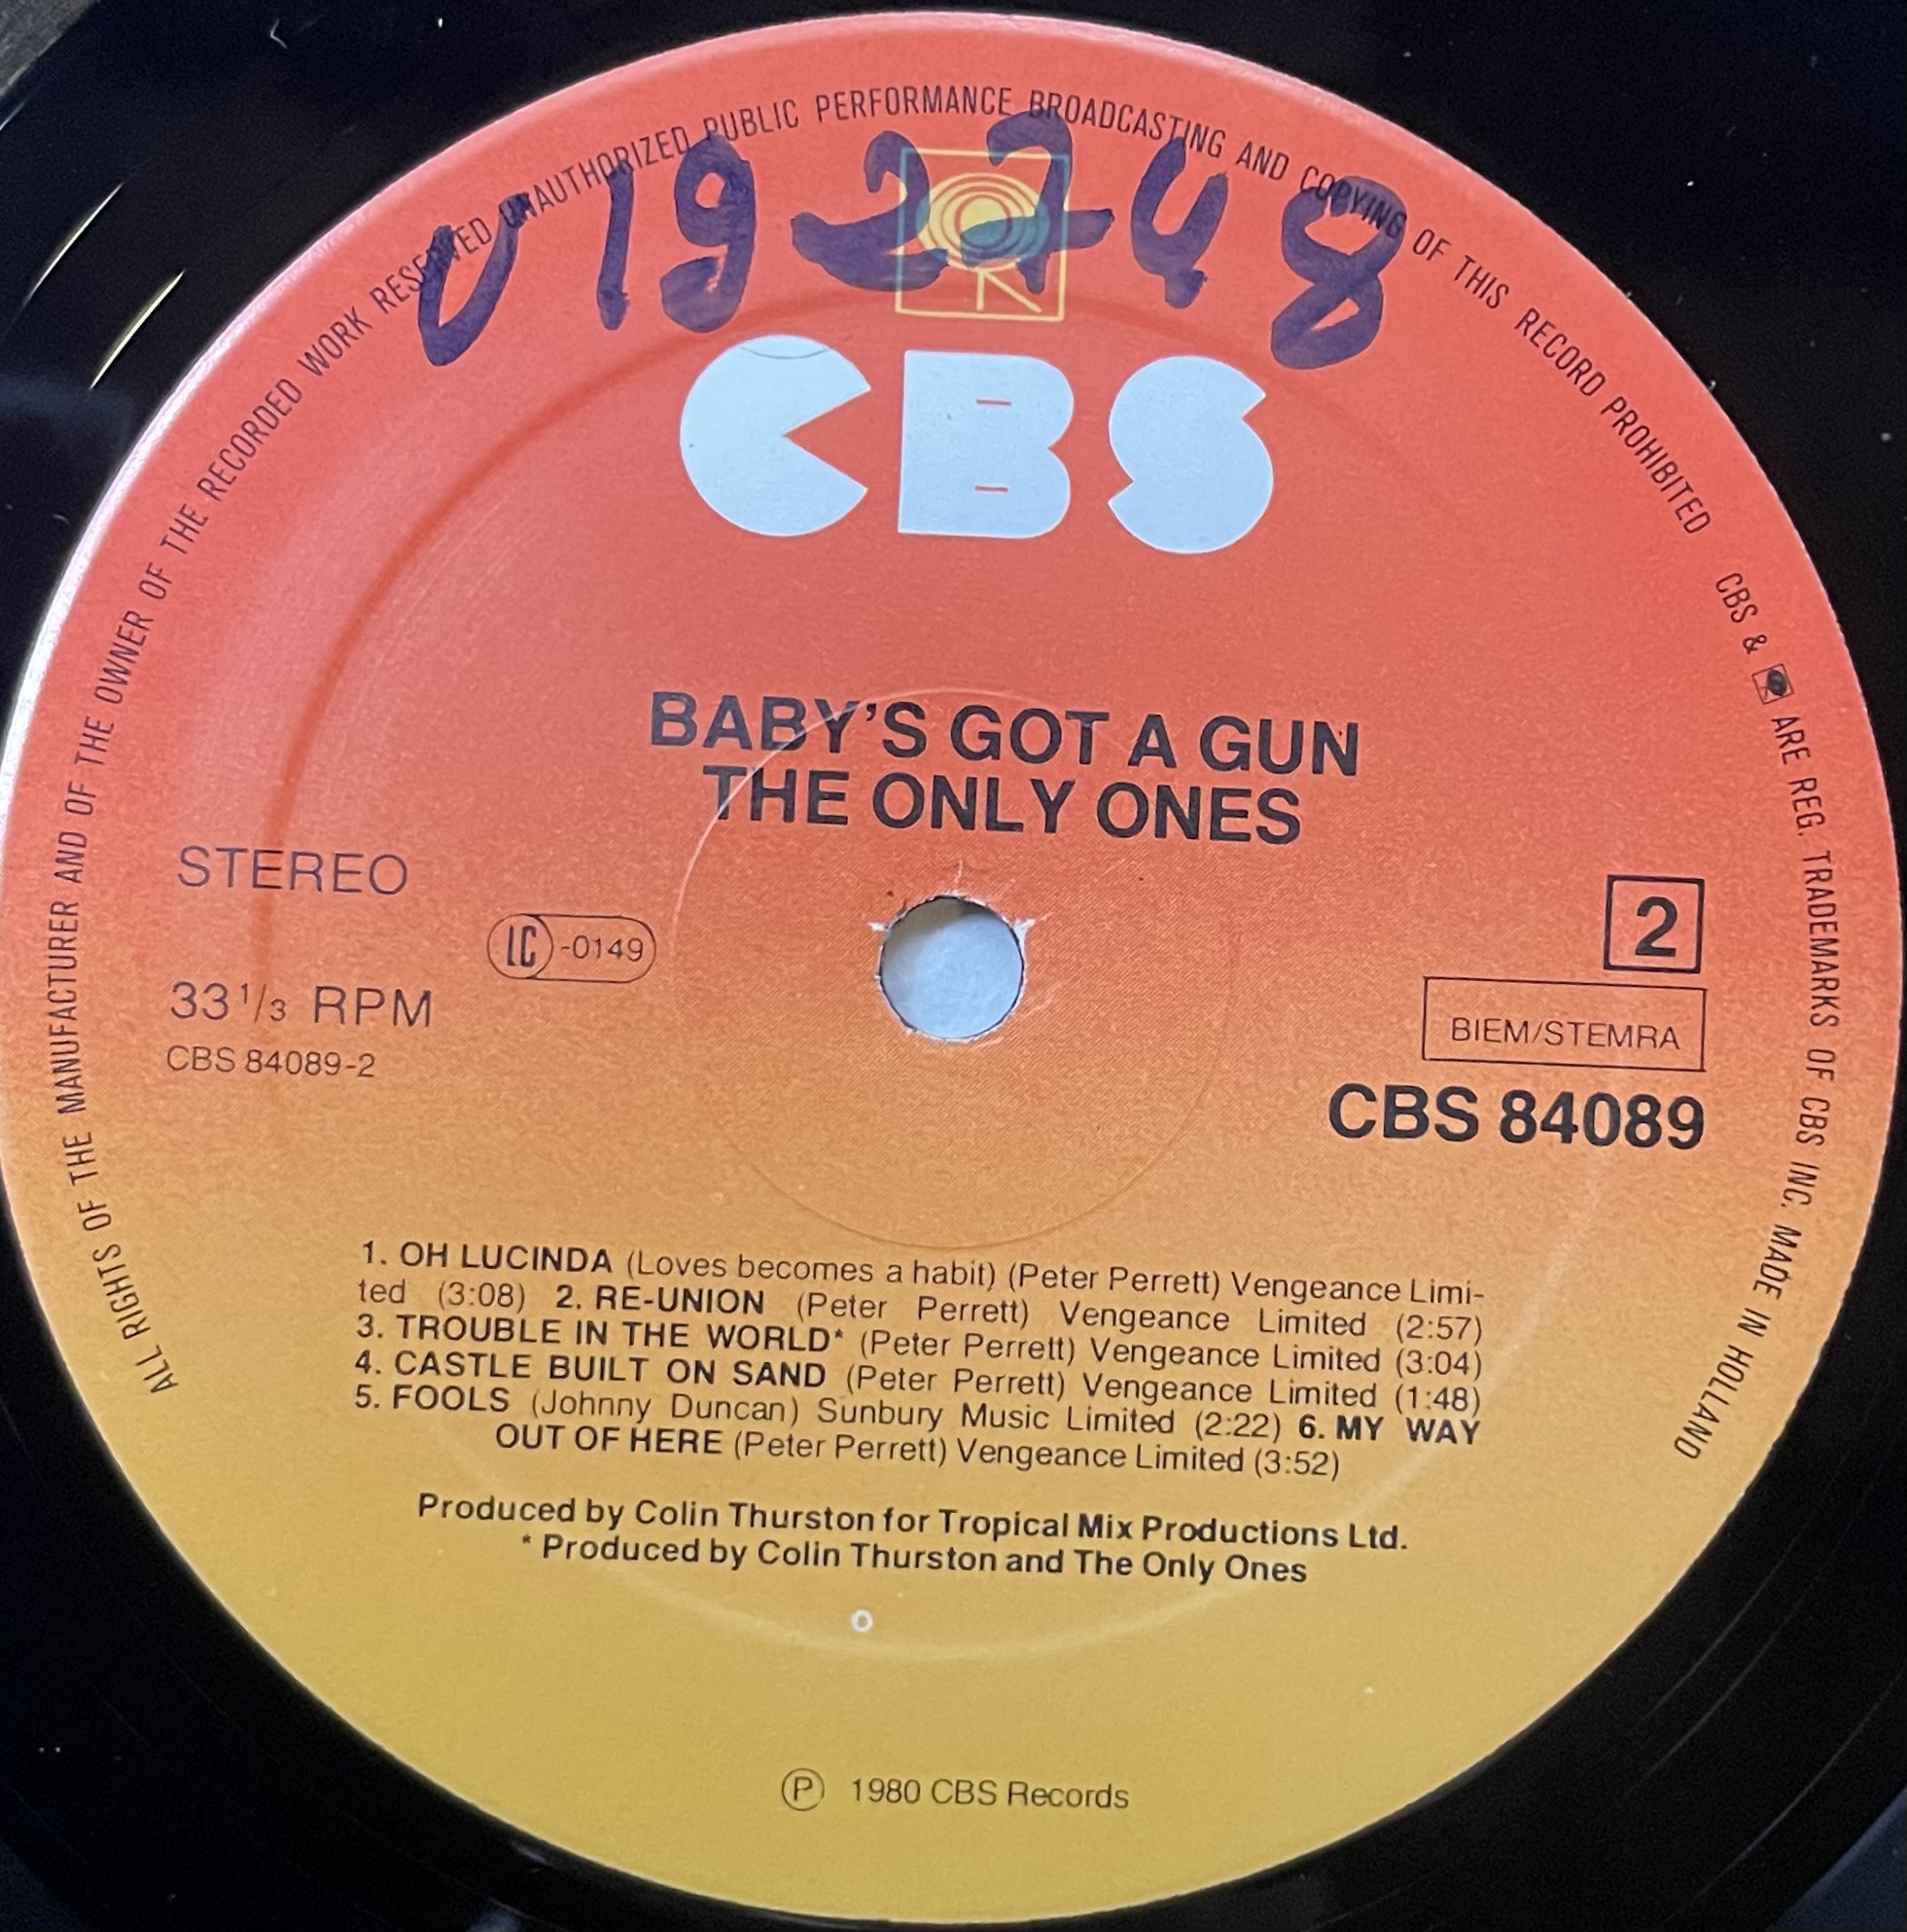 ALL RIGHTS OF THE MANUFACTURER AND OF THE OWNER OF THE RECORDED WORK RESERVED UNAUTHORIZED PUBLIC PERFORMANCE BROADCASTING AND COPYING OF THIS RECORD PROHIBITED CBS & ARE REG. TRADEMARKS OF CBS INC. MADE IN HOLLAND
192748
CBS
BABY'S GOT A GUN
THE ONLY ONES
STEREO
LC -0149
33 1/3 RPM
CBS 84089-2
2
BIEM/STEMRA
CBS 84089
1. OH LUCINDA (Loves becomes a habit) (Peter Perrett) Vengeance Limi-
ted (3:08) 2. RE-UNION (Peter Perrett) Vengeance Limited (2:57)
3. TROUBLE IN THE WORLD* (Peter Perrett) Vengeance Limited (3:04)
4. CASTLE BUILT ON SAND (Peter Perrett) Vengeance Limited (1:48)
5. FOOLS (Johnny Duncan) Sunbury Music Limited (2:22) 6. MY WAY
OUT OF HERE (Peter Perrett) Vengeance Limited (3:52)
Produced by Colin Thurston for Tropical Mix Productions Ltd.
* Produced by Colin Thurston and The Only Ones
Ⓟ 1980 CBS Records